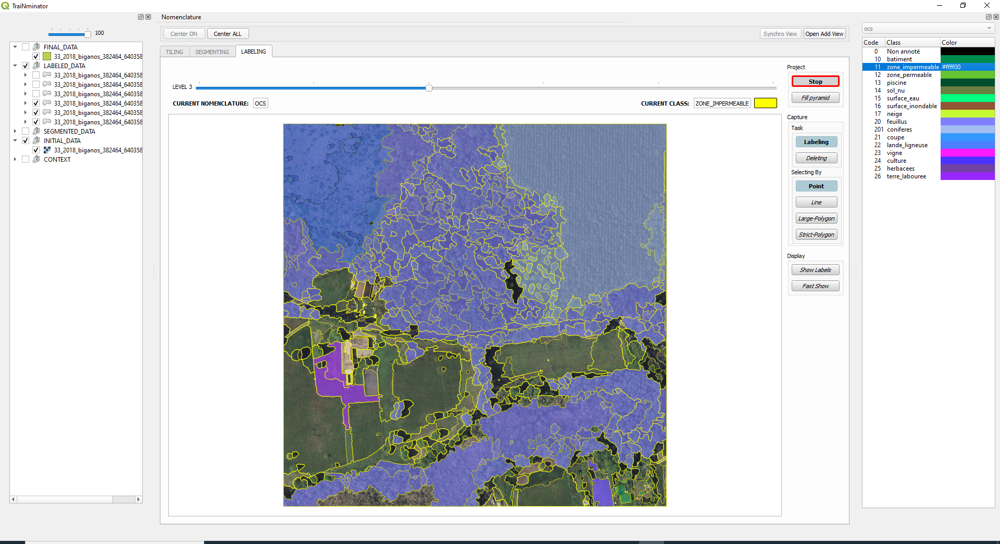 TraiNminator
Nomenclature
100
Center ON
Center ALL
Synchro View
Open Add View
TILING
SEGMENTING
LABELING
FINAL_DATA
33_2018_biganos_382464_640358
LABELED_DATA
33_2018_biganos_382464_640358
33_2018_biganos_382464_640358
33_2018_biganos_382464_640358
33_2018_biganos_382464_640358
33_2018_biganos_382464_640358
33_2018_biganos_382464_640358
SEGMENTED_DATA
INITIAL_DATA
33_2018_biganos_382464_640358
CONTEXT
LEVEL 3
CURRENT NOMENCLATURE: OCS
CURRENT CLASS: ZONE_IMPERMEABLE
Project
Stop
Fill pyramid
Capture
Task
Labeling
Deleting
Selecting By
Point
Line
Large-Polygon
Strict-Polygon
Display
Show Labels
Fast Show
ocs
Code Class Color
0 Non annoté
10 batiment
11 zone_impermeable #ffff00
12 zone_permeable
13 piscine
14 sol_nu
15 surface_eau
16 surface_inondable
17 neige
20 feuillus
201 coniferes
21 coupe
22 lande_ligneuse
23 vigne
24 culture
25 herbacees
26 terre_labouree